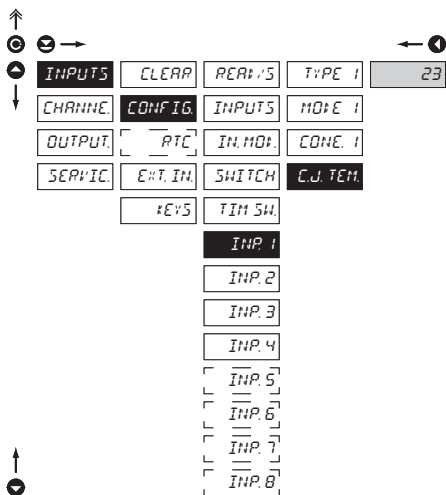 INPUTS CLEAR READ/S TYPE 1 23
CHANNE. CONFIG. INPUTS MODE 1
OUTPUT. RTC IN.MOD. CONE. 1
SERVIC. EXT. IN. SWITCH C.J. TEM.
KEYS TIM SW.
INP. 1
INP. 2
INP. 3
INP. 4
INP. 5
INP. 6
INP. 7
INP. 8